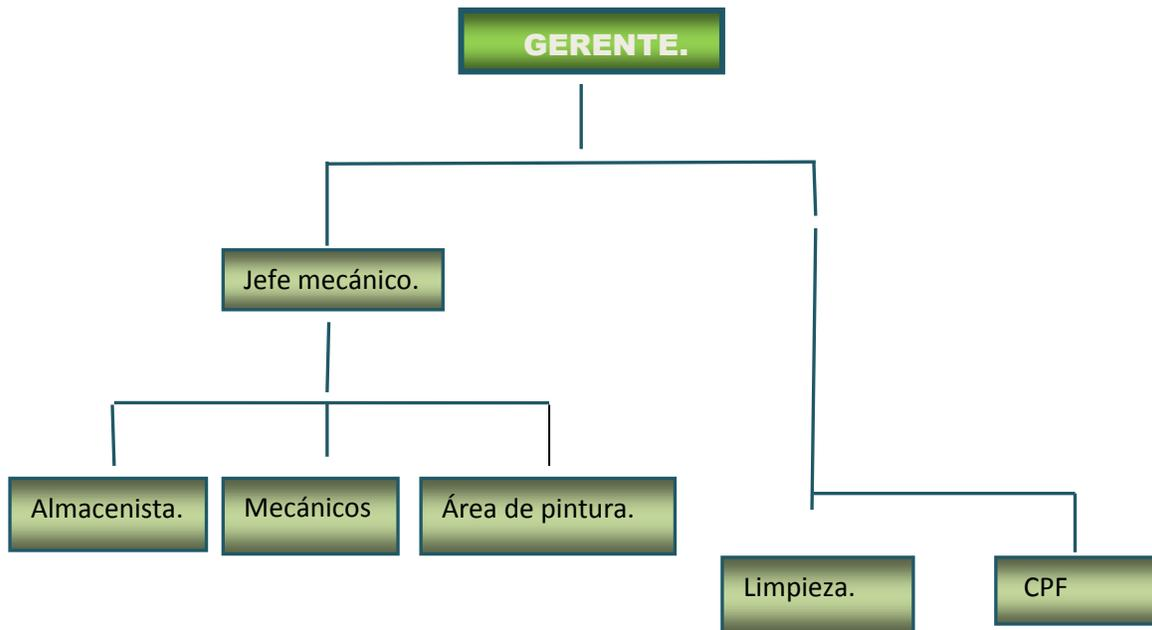 GERENTE.
Jefe mecánico.
Almacenista.
Mecánicos
Área de pintura.
Limpieza.
CPF